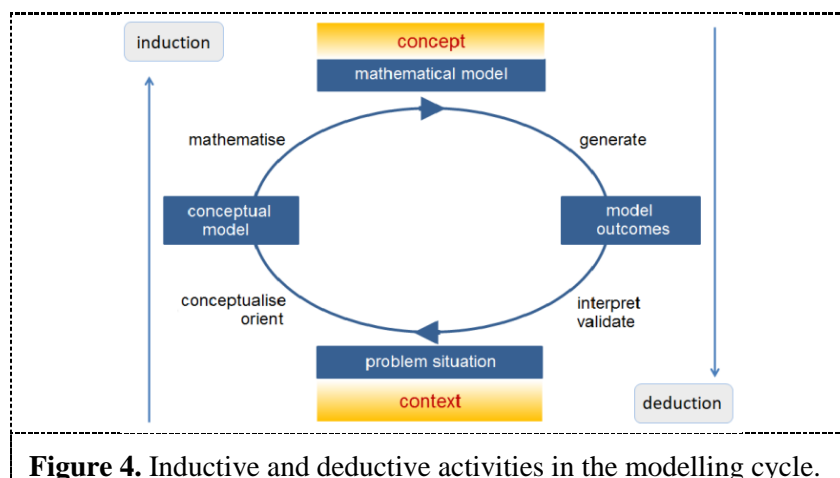 induction
concept
mathematical model
mathematise
generate
conceptual
model
model
outcomes
conceptualise
orient
interpret
validate
problem situation
context
deduction
Figure 4. Inductive and deductive activities in the modelling cycle.